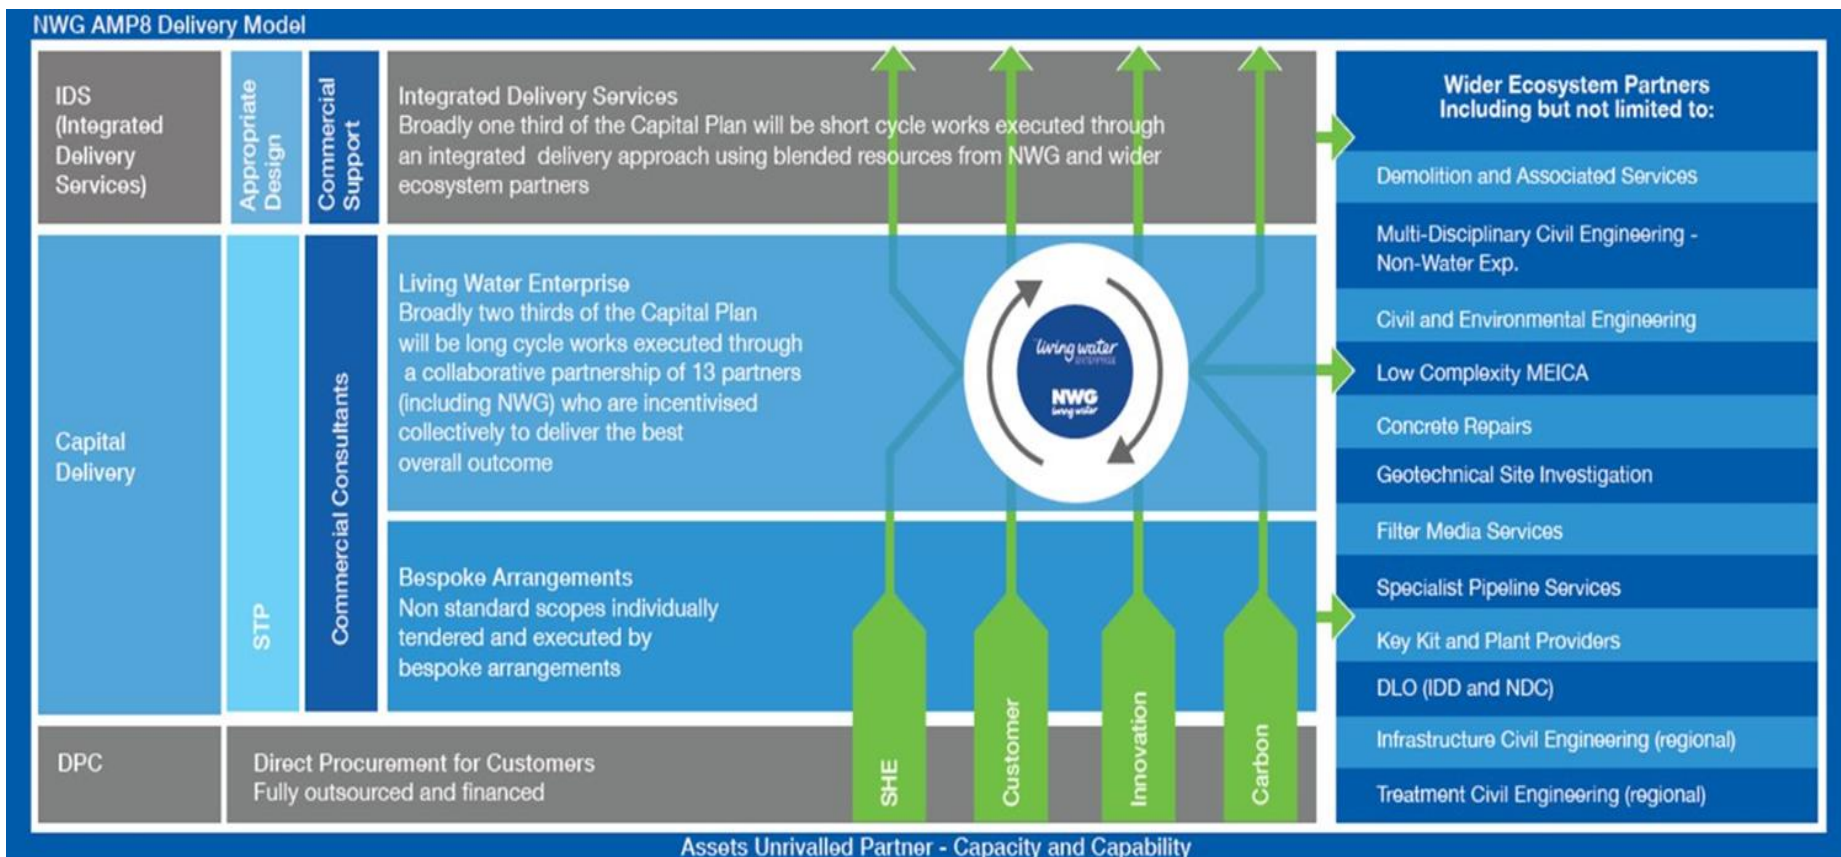 NWG AMP8 Delivery Model
IDS
(Integrated
Delivery
Services)
Appropriate
Design
Commercial
Support
Integrated Delivery Services
Broadly one third of the Capital Plan will be short cycle works executed through
an integrated delivery approach using blended resources from NWG and wider
ecosystem partners
Capital
Delivery
STP
Commercial Consultants
Living Water Enterprise
Broadly two thirds of the Capital Plan
will be long cycle works executed through
a collaborative partnership of 13 partners
(including NWG) who are incentivised
collectively to deliver the best
overall outcome
living water
ENTERPRISE
NWG
living water
Bespoke Arrangements
Non standard scopes individually
tendered and executed by
bespoke arrangements
DPC
Direct Procurement for Customers
Fully outsourced and financed
SHE
Customer
Innovation
Carbon
Wider Ecosystem Partners
Including but not limited to:
Demolition and Associated Services
Multi-Disciplinary Civil Engineering -
Non-Water Exp.
Civil and Environmental Engineering
Low Complexity MEICA
Concrete Repairs
Geotechnical Site Investigation
Filter Media Services
Specialist Pipeline Services
Key Kit and Plant Providers
DLO (IDD and NDC)
Infrastructure Civil Engineering (regional)
Treatment Civil Engineering (regional)
Assets Unrivalled Partner - Capacity and Capability